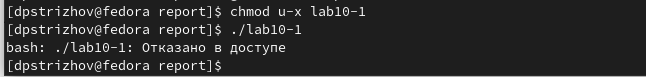 [dpstrizhov@fedora report]$ chmod u-x lab10-1
[dpstrizhov@fedora report]$ ./lab10-1
bash: ./lab10-1: Отказано в доступе
[dpstrizhov@fedora report]$